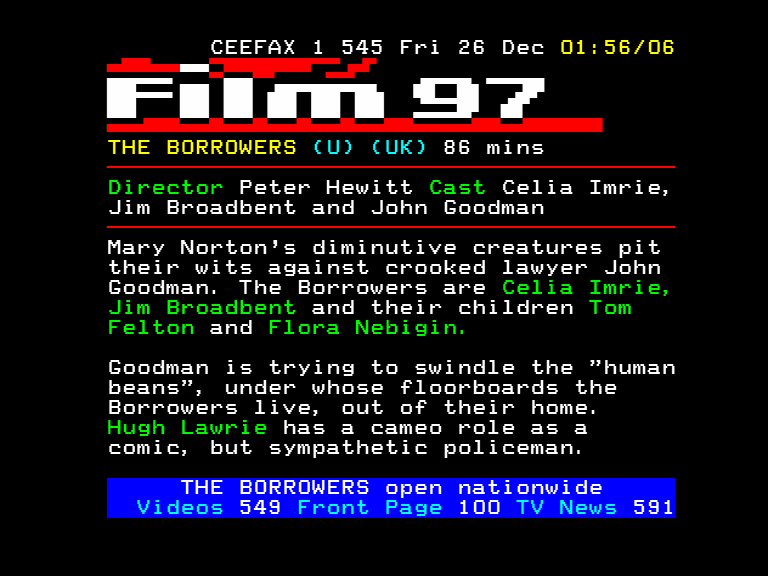 CEEFAX 1 545 Fri 26 Dec 01:56/06
Film 97
THE BORROWERS (U) (UK) 86 mins
Director Peter Hewitt Cast Celia Imrie,
Jim Broadbent and John Goodman
Mary Norton's diminutive creatures pit
their wits against crooked lawyer John
Goodman. The Borrowers are Celia Imrie,
Jim Broadbent and their children Tom
Felton and Flora Nebigin.
Goodman is trying to swindle the "human
beans", under whose floorboards the
Borrowers live, out of their home.
Hugh Lawrie has a cameo role as a
comic, but sympathetic policeman.
THE BORROWERS open nationwide
Videos 549 Front Page 100 TV News 591